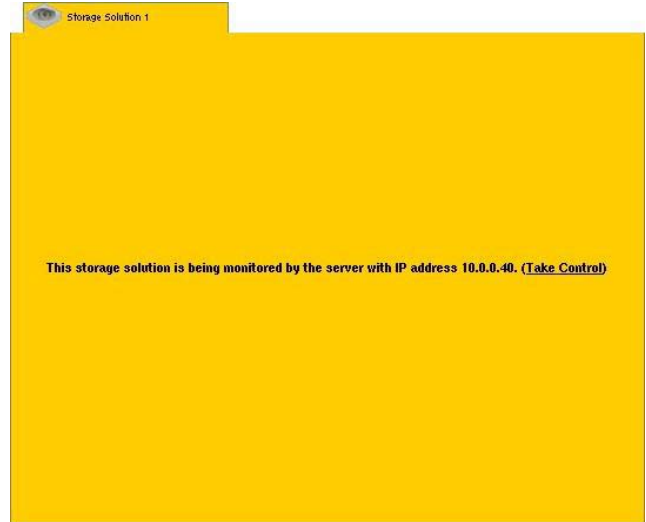 Storage Solution 1
This storage solution is being monitored by the server with IP address 10.0.0.40. (Take Control)